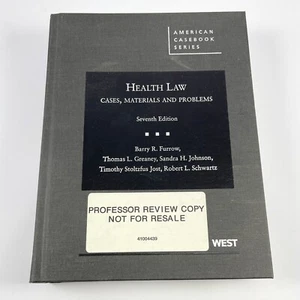 AMERICAN
CASEBOOK
SERIES
HEALTH LAW
CASES, MATERIALS AND PROBLEMS
Seventh Edition
Barry R. Furrow
Thomas L. Greaney, Sandra H. Johnson,
Timothy Stoltzfus Jost, Robert L. Schwartz
PROFESSOR REVIEW COPY
NOT FOR RESALE
41064439
WEST